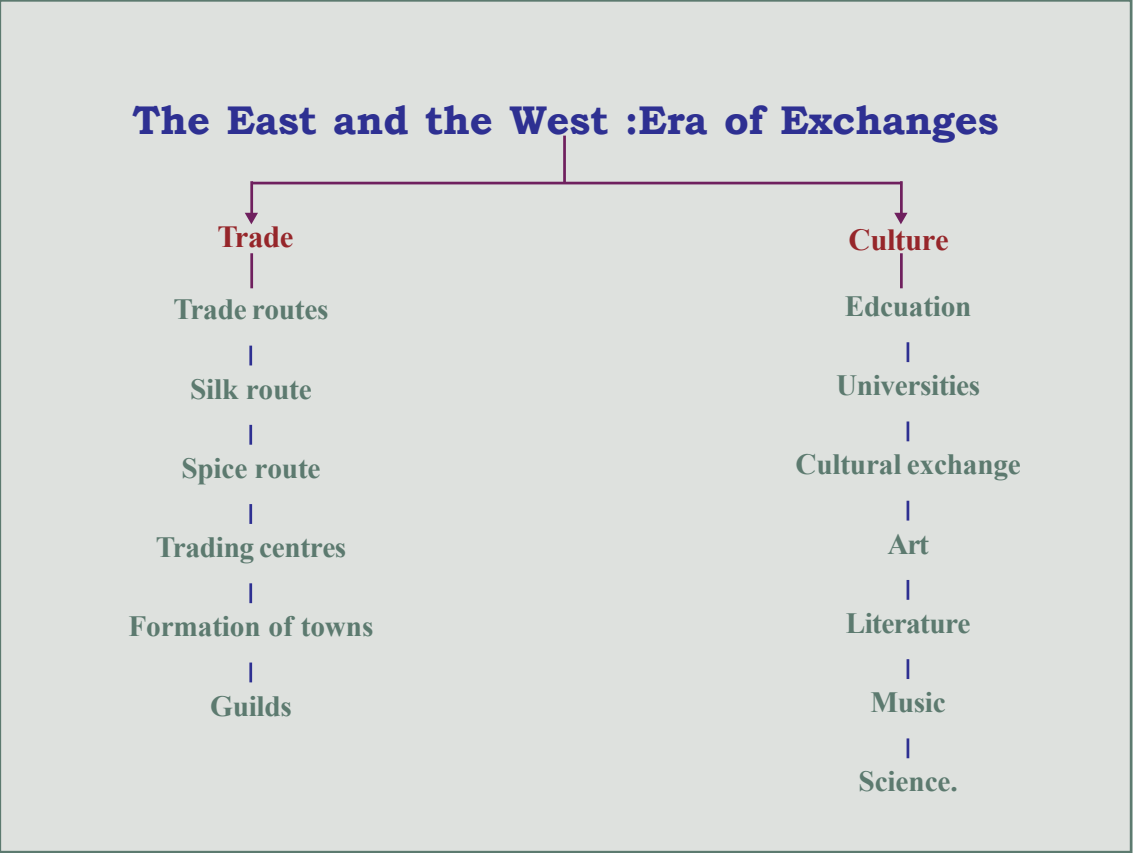 The East and the West :Era of Exchanges
Trade
Trade routes
Silk route
Spice route
Trading centres
Formation of towns
Guilds
Culture
Edcuation
Universities
Cultural exchange
Art
Literature
Music
Science.